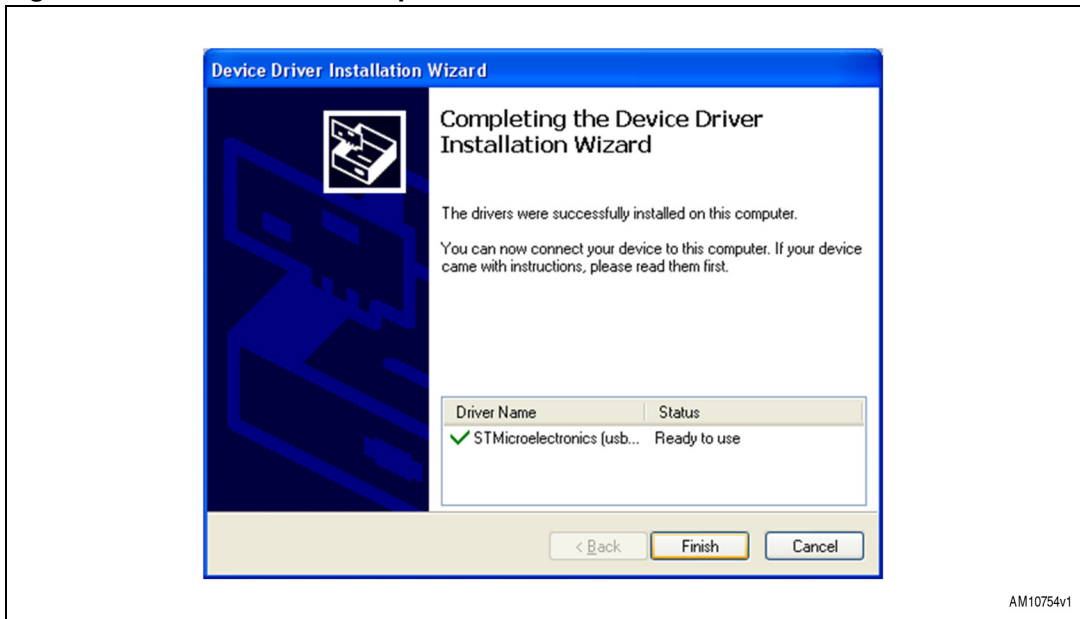 Device Driver Installation Wizard
Completing the Device Driver
Installation Wizard
The drivers were successfully installed on this computer.
You can now connect your device to this computer. If your device
came with instructions, please read them first.
Driver Name Status
STMicroelectronics (usb... Ready to use
< Back Finish Cancel
AM10754v1